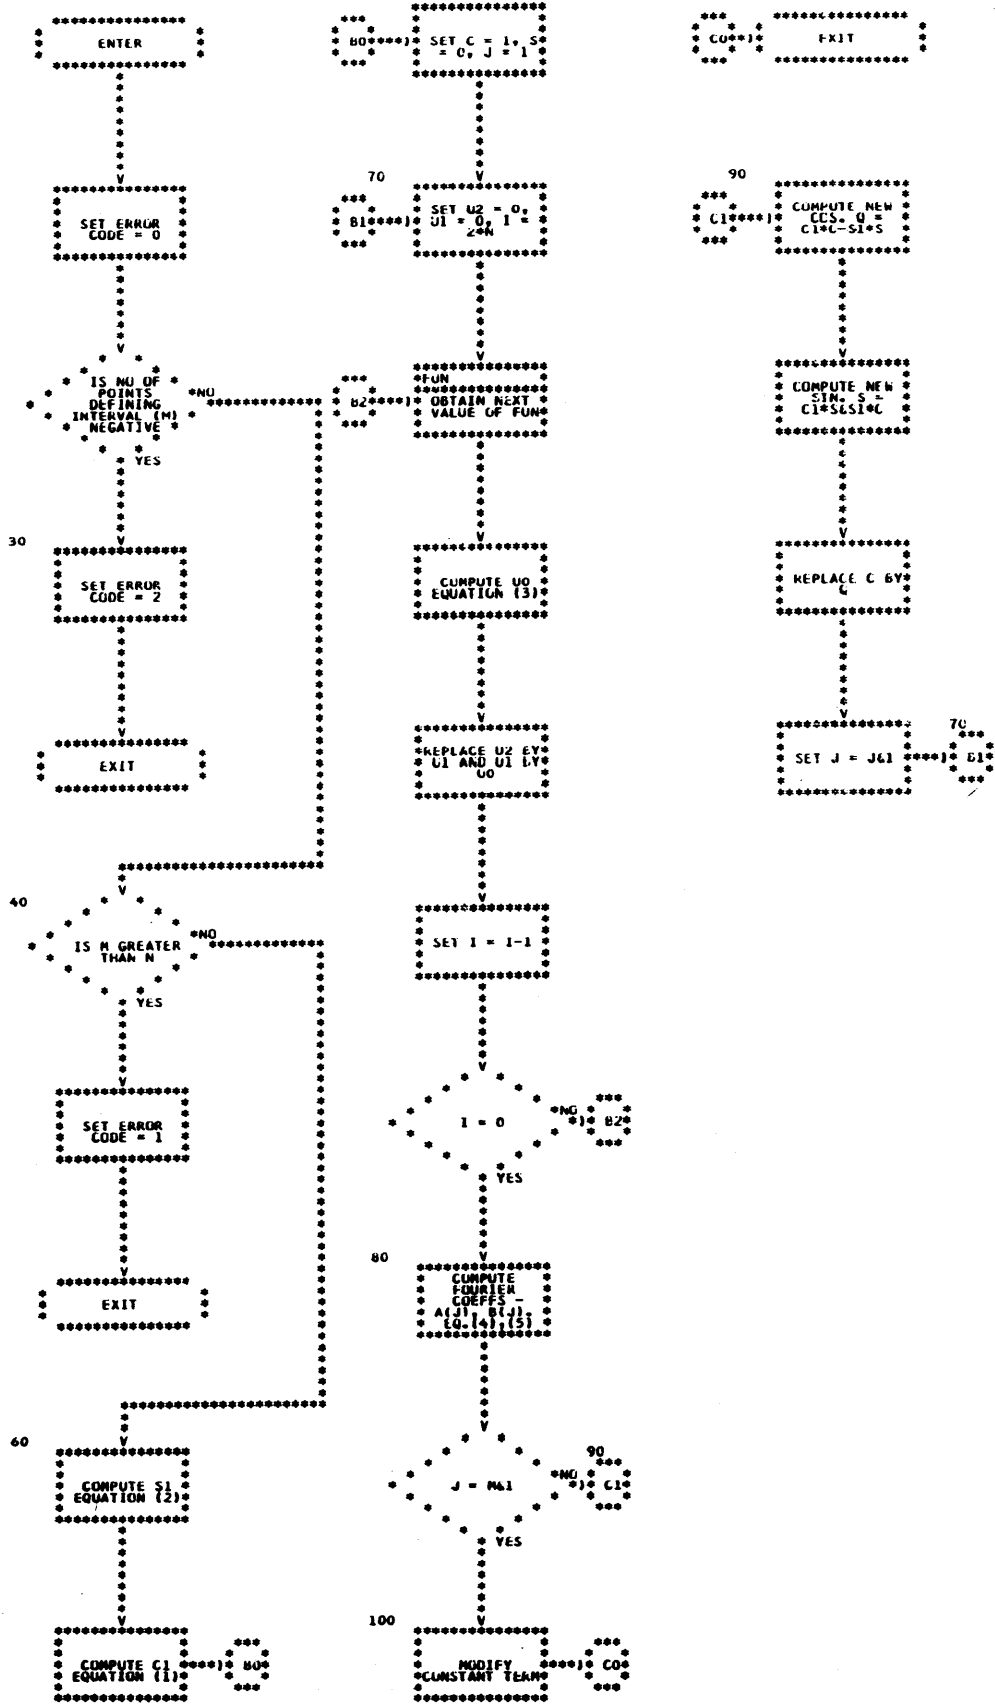 ENTER
SET ERROR
CODE = 0
IS NO OF
POINTS
DEFINING
INTERVAL (M)
NEGATIVE
NO
YES
30
SET ERROR
CODE = 2
EXIT
40
IS M GREATER
THAN N
NO
YES
SET ERROR
CODE = 1
EXIT
60
COMPUTE S1
EQUATION (2)
COMPUTE C1
EQUATION (1)
B0
B0
SET C = 1, S
= 0, J = 1
70
B1
SET U2 = 0,
U1 = 0, I =
2*N
B2
FUN
OBTAIN NEXT
VALUE OF FUN
COMPUTE U0
EQUATION (3)
REPLACE U2 BY
U1 AND U1 BY
U0
SET I = I-1
I = 0
NO
B2
YES
80
COMPUTE
FOURIER
COEFFS -
A(J), B(J).
EQ.(4),(5)
J = M&1
NO
90
C1
YES
100
MODIFY
CONSTANT TERM
C0
C0
EXIT
90
C1
COMPUTE NEW
COS. Q =
C1*C-S1*S
COMPUTE NEW
SIN. S =
C1*S&S1*C
REPLACE C BY
Q
SET J = J&1
70
B1